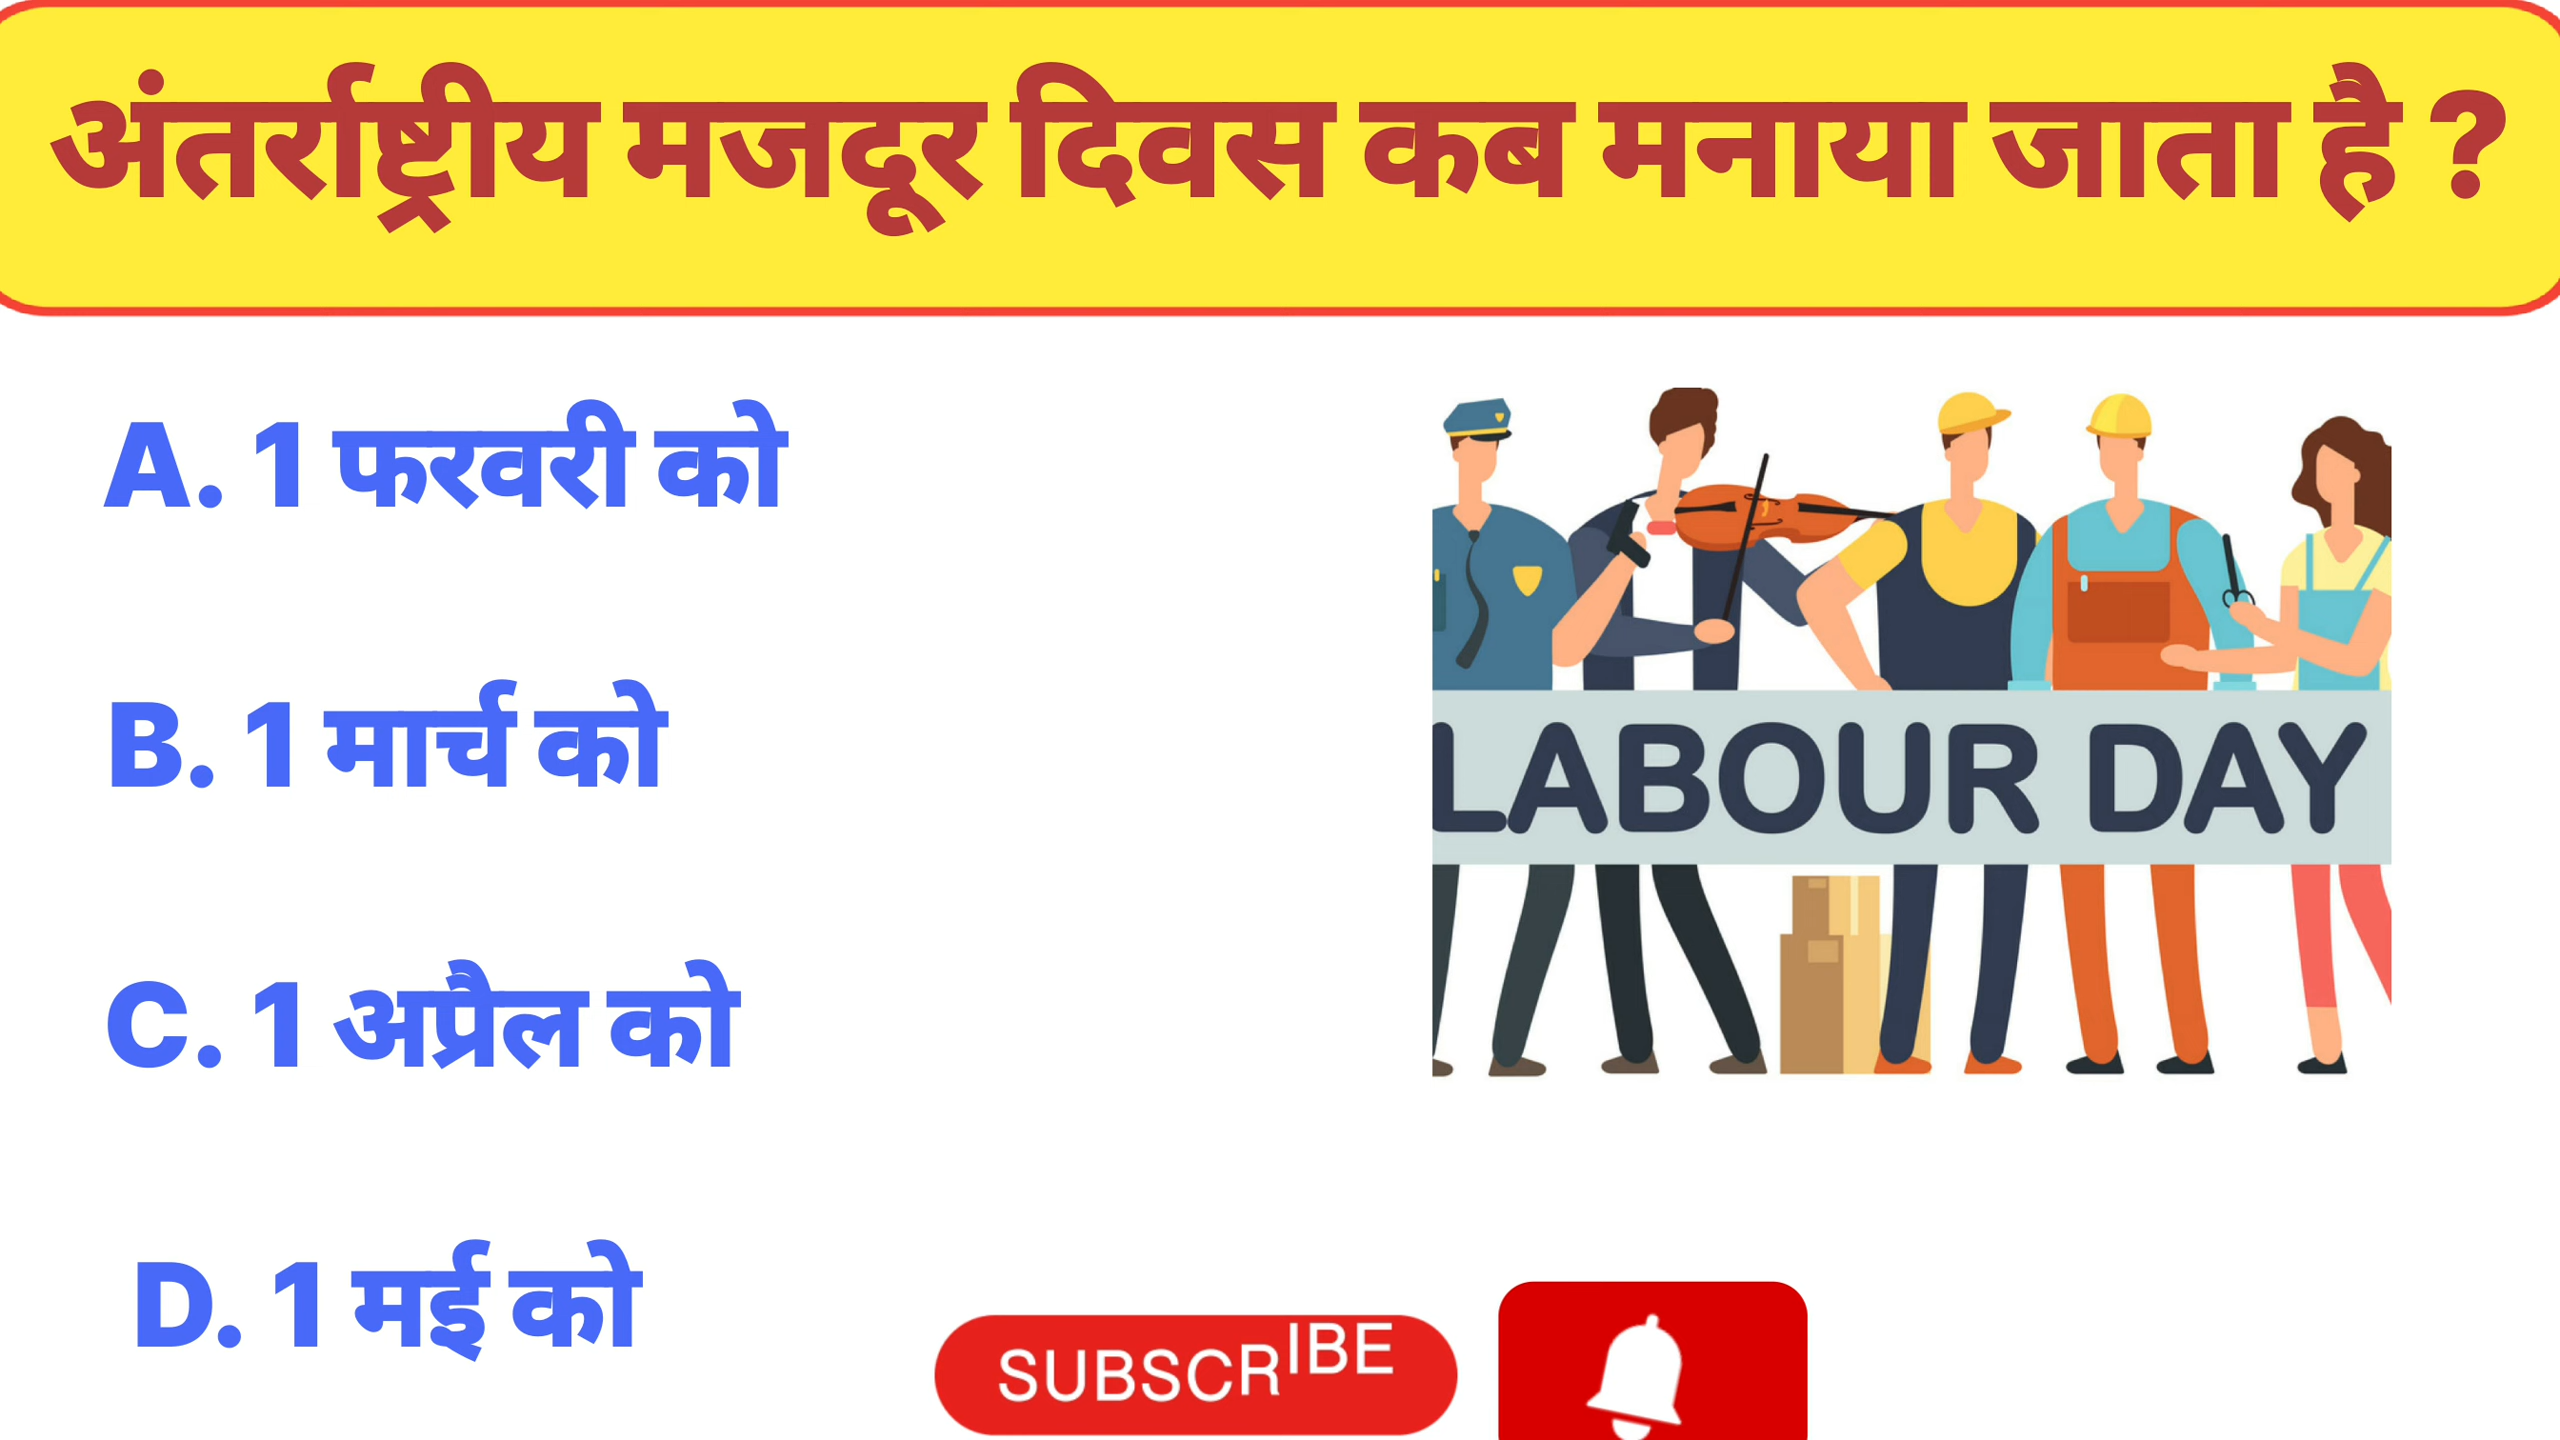 अंतर्राष्ट्रीय मजदूर दिवस कब मनाया जाता है ?
A. 1 फरवरी को
B. 1 मार्च को
C. 1 अप्रैल को
D. 1 मई को
LABOUR DAY
SUBSCRIBE